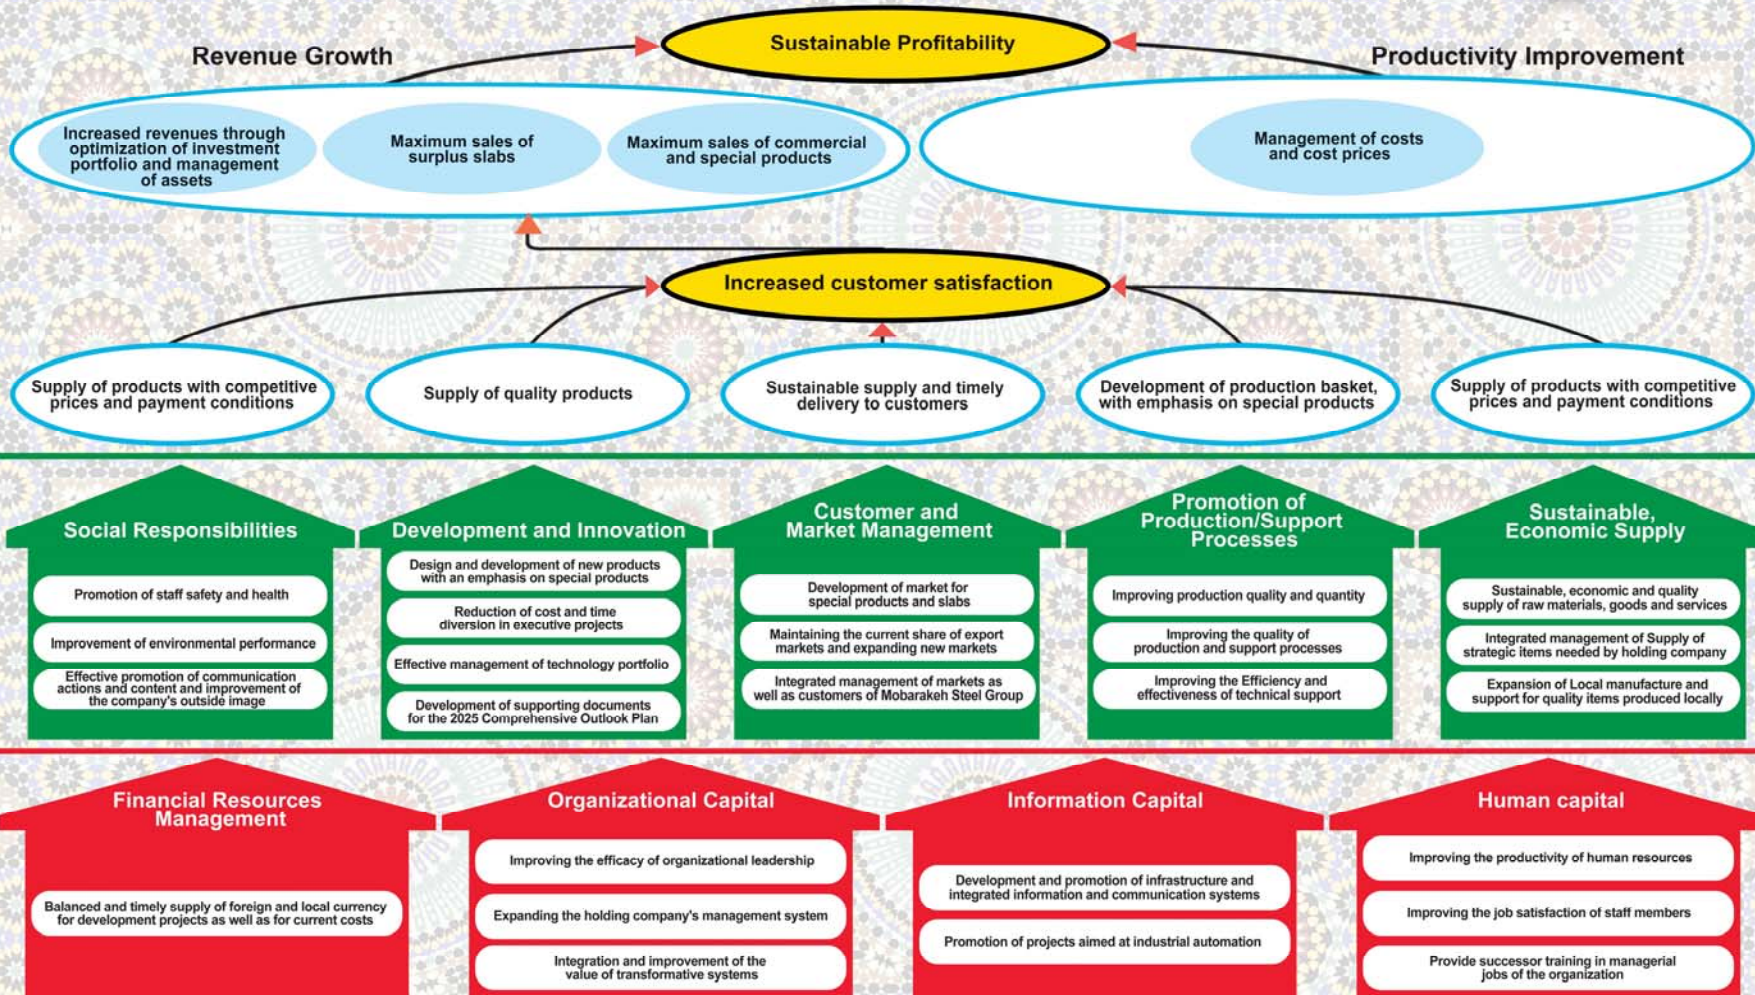 Revenue Growth
Sustainable Profitability
Productivity Improvement
Increased revenues through
optimization of investment
portfolio and management
of assets
Maximum sales of
surplus slabs
Maximum sales of commercial
and special products
Management of costs
and cost prices
Increased customer satisfaction
Supply of products with competitive
prices and payment conditions
Supply of quality products
Sustainable supply and timely
delivery to customers
Development of production basket,
with emphasis on special products
Supply of products with competitive
prices and payment conditions
Social Responsibilities
Promotion of staff safety and health
Improvement of environmental performance
Effective promotion of communication
actions and content and improvement of
the company's outside image
Development and Innovation
Design and development of new products
with an emphasis on special products
Reduction of cost and time
diversion in executive projects
Effective management of technology portfolio
Development of supporting documents
for the 2025 Comprehensive Outlook Plan
Customer and
Market Management
Development of market for
special products and slabs
Maintaining the current share of export
markets and expanding new markets
Integrated management of markets as
well as customers of Mobarakeh Steel Group
Promotion of
Production/Support
Processes
Improving production quality and quantity
Improving the quality of
production and support processes
Improving the Efficiency and
effectiveness of technical support
Sustainable,
Economic Supply
Sustainable, economic and quality
supply of raw materials, goods and services
Integrated management of Supply of
strategic items needed by holding company
Expansion of Local manufacture and
support for quality items produced locally
Financial Resources
Management
Balanced and timely supply of foreign and local currency
for development projects as well as for current costs
Organizational Capital
Improving the efficacy of organizational leadership
Expanding the holding company's management system
Integration and improvement of the
value of transformative systems
Information Capital
Development and promotion of infrastructure and
integrated information and communication systems
Promotion of projects aimed at industrial automation
Human capital
Improving the productivity of human resources
Improving the job satisfaction of staff members
Provide successor training in managerial
jobs of the organization